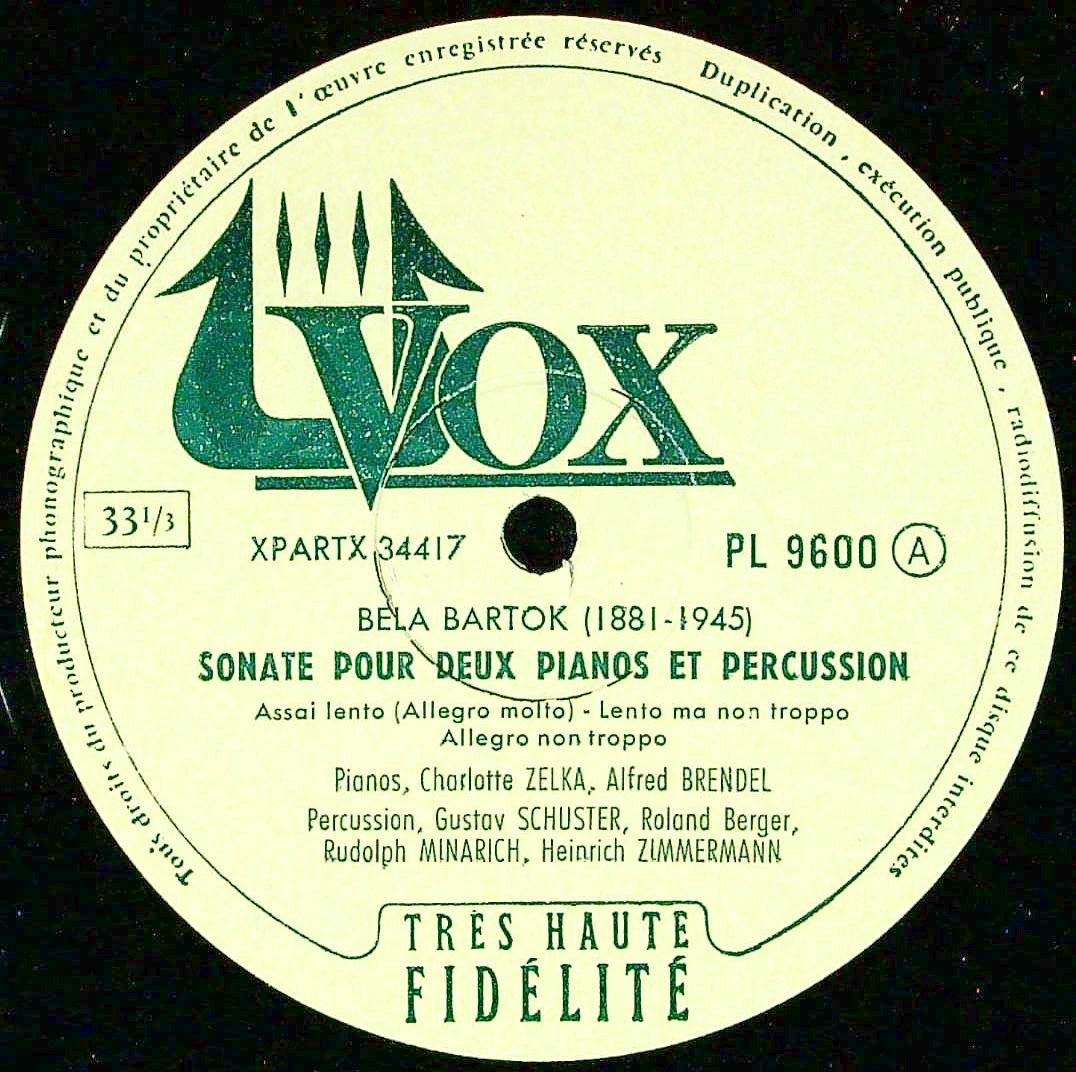 Tous droits du producteur phonographique et du propriétaire de l'œuvre enregistrée réservés Duplication, exécution publique, radiodiffusion de ce disque interdites
VOX
33 1/3
XPARTX 34417
PL 9600 A
BELA BARTOK (1881-1945)
SONATE POUR DEUX PIANOS ET PERCUSSION
Assai lento (Allegro molto) - Lento ma non troppo
Allegro non troppo
Pianos, Charlotte ZELKA, Alfred BRENDEL
Percussion, Gustav SCHUSTER, Roland Berger,
Rudolph MINARICH, Heinrich ZIMMERMANN
TRÈS HAUTE
FIDÉLITÉ